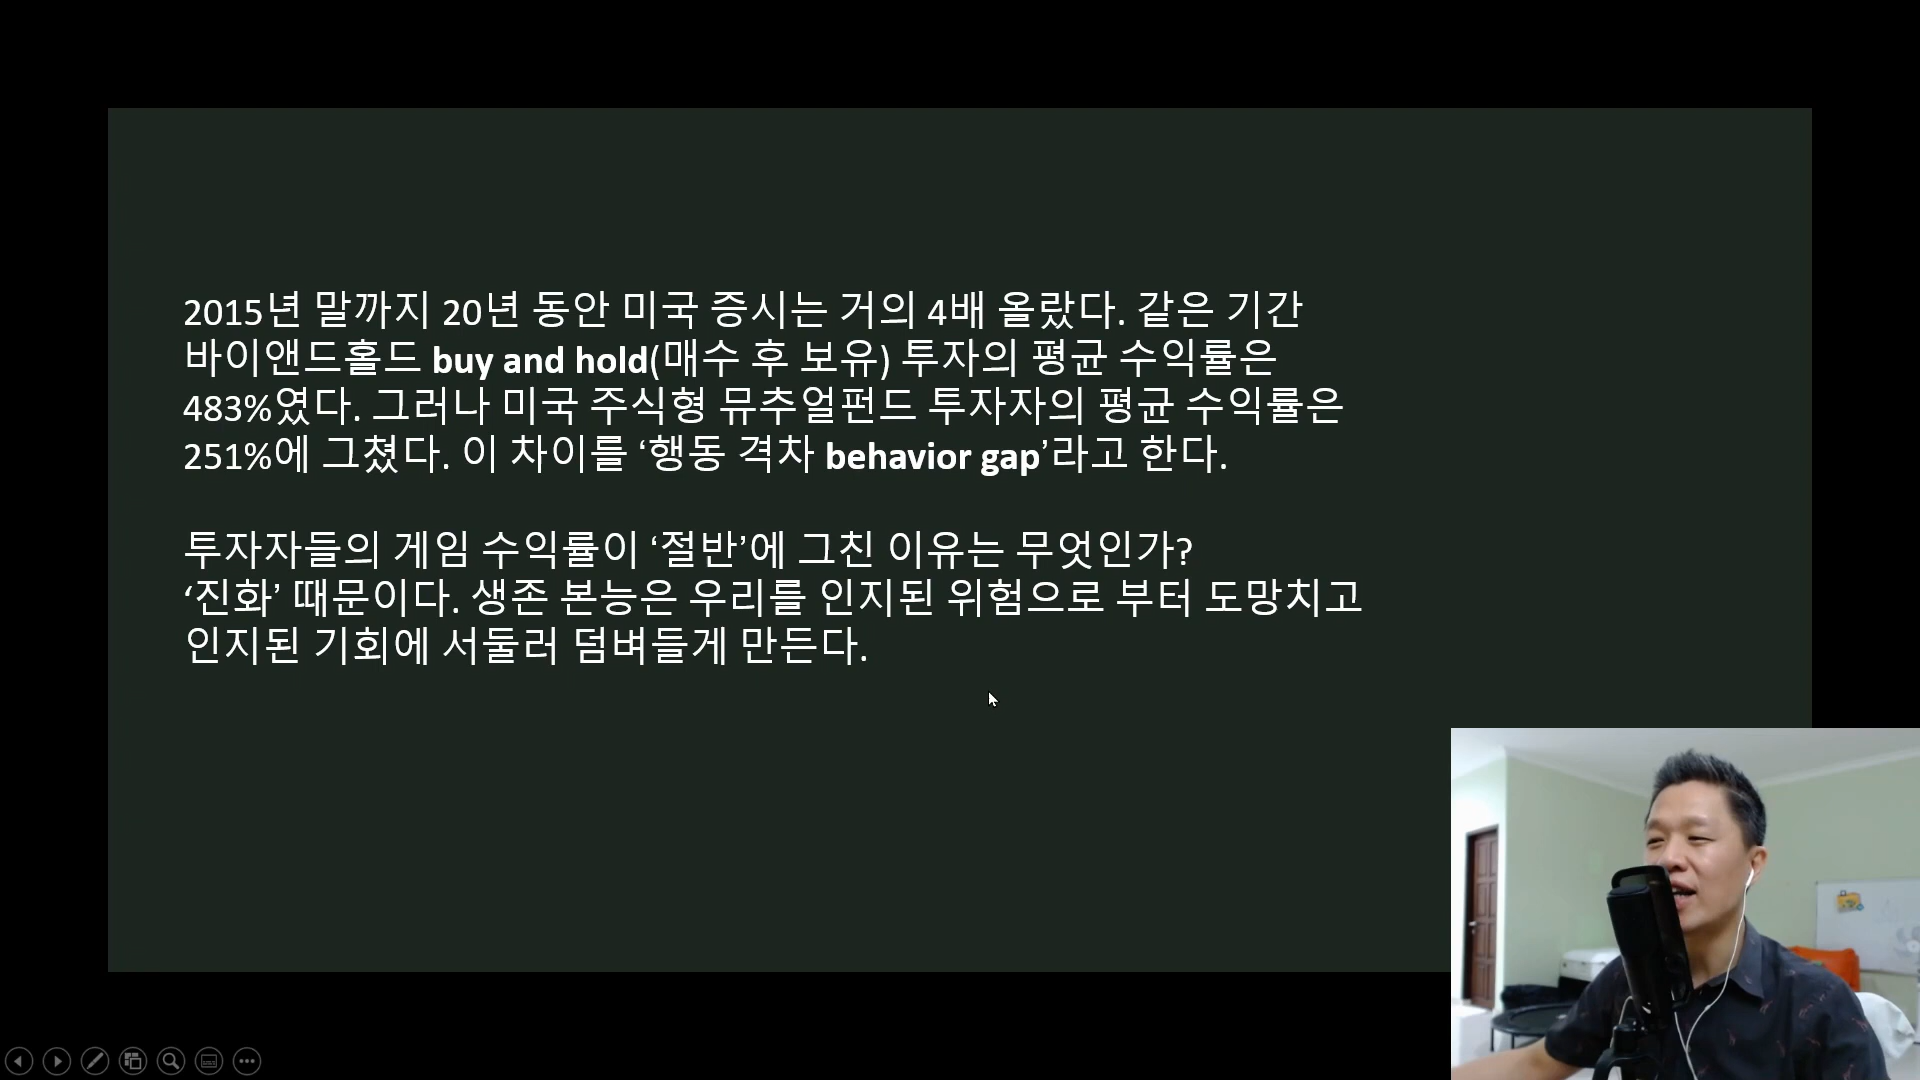 2015년 말까지 20년 동안 미국 증시는 거의 4배 올랐다. 같은 기간
바이앤드홀드 buy and hold(매수 후 보유) 투자의 평균 수익률은
483%였다. 그러나 미국 주식형 뮤추얼펀드 투자자의 평균 수익률은
251%에 그쳤다. 이 차이를 ‘행동 격차 behavior gap’라고 한다.
투자자들의 게임 수익률이 ‘절반’에 그친 이유는 무엇인가?
‘진화’ 때문이다. 생존 본능은 우리를 인지된 위험으로 부터 도망치고
인지된 기회에 서둘러 덤벼들게 만든다.